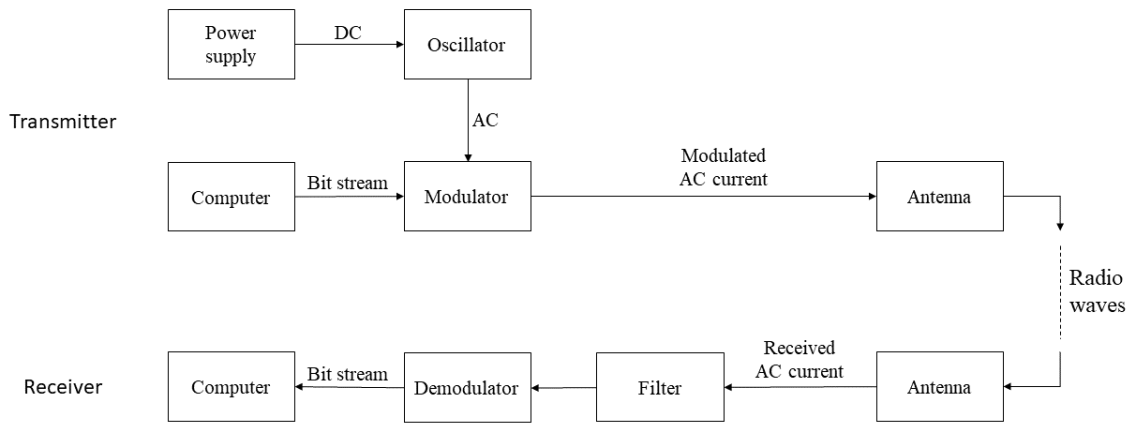 Power
supply
DC
Oscillator
Transmitter
AC
Computer
Bit stream
Modulator
Modulated
AC current
Antenna
Radio
waves
Receiver
Computer
Bit stream
Demodulator
Filter
Received
AC current
Antenna